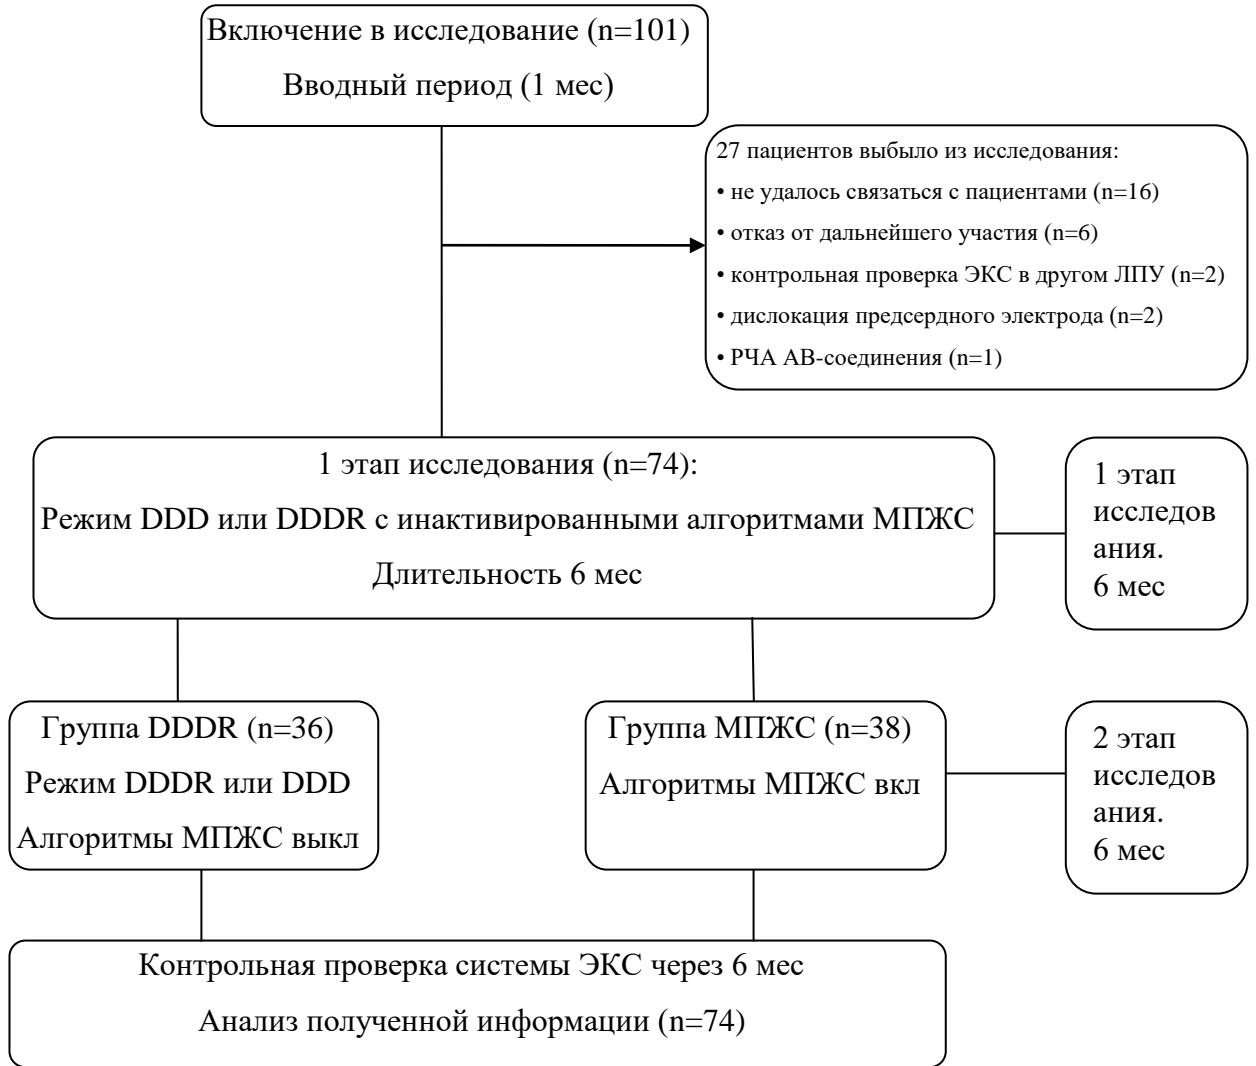 Включение в исследование (n=101)
Вводный период (1 мес)
27 пациентов выбыло из исследования:
• не удалось связаться с пациентами (n=16)
• отказ от дальнейшего участия (n=6)
• контрольная проверка ЭКС в другом ЛПУ (n=2)
• дислокация предсердного электрода (n=2)
• РЧА АВ-соединения (n=1)
1 этап исследования (n=74):
Режим DDD или DDDR с инактивированными алгоритмами МПЖС
Длительность 6 мес
1 этап
исследов
ания.
6 мес
Группа DDDR (n=36)
Режим DDDR или DDD
Алгоритмы МПЖС выкл
Группа МПЖС (n=38)
Алгоритмы МПЖС вкл
2 этап
исследов
ания.
6 мес
Контрольная проверка системы ЭКС через 6 мес
Анализ полученной информации (n=74)